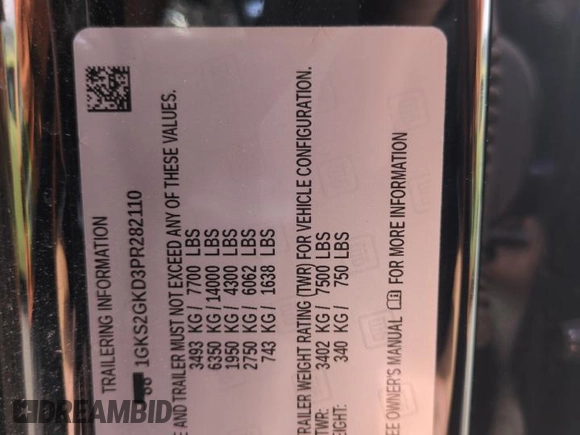 TRAILERING INFORMATION
1GKS2GKD3PR282110
E AND TRAILER MUST NOT EXCEED ANY OF THESE VALUES.
3493 KG/ 7700 LBS
6350 KG/ 14000 LBS
1950 KG/ 4300 LBS
2750 KG/ 6062 LBS
743 KG/ 1638 LBS
TRAILER WEIGHT RATING (TWR) FOR VEHICLE CONFIGURATION.
TWR: 3402 KG/ 7500 LBS
EIGHT: 340 KG/ 750 LBS
EE OWNER'S MANUAL FOR MORE INFORMATION
DREAMBID